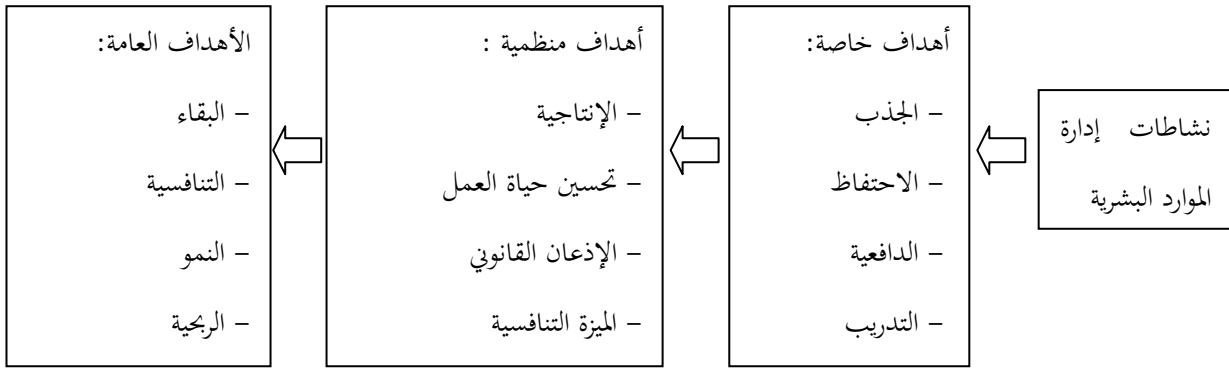 نشاطات إدارة
الموارد البشرية
أهداف خاصة:
– الجذب
– الاحتفاظ
– الدافعية
– التدريب
أهداف منظمية :
– الإنتاجية
– تحسين حياة العمل
– الإذعان القانوني
– الميزة التنافسية
الأهداف العامة:
– البقاء
– التنافسية
– النمو
– الربحية